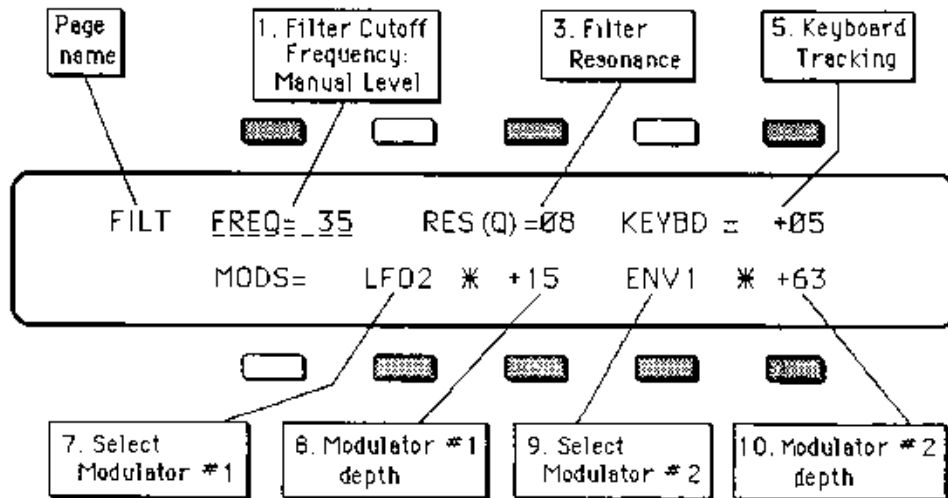 Page
name
1. Filter Cutoff
Frequency:
Manual Level
3. Filter
Resonance
5. Keyboard
Tracking
FILT FREQ= 35 RES (Q) =08 KEYBD = +05
MODS= LFO2 * +15 ENV1 * +63
7. Select
Modulator #1
8. Modulator #1
depth
9. Select
Modulator #2
10. Modulator #2
depth